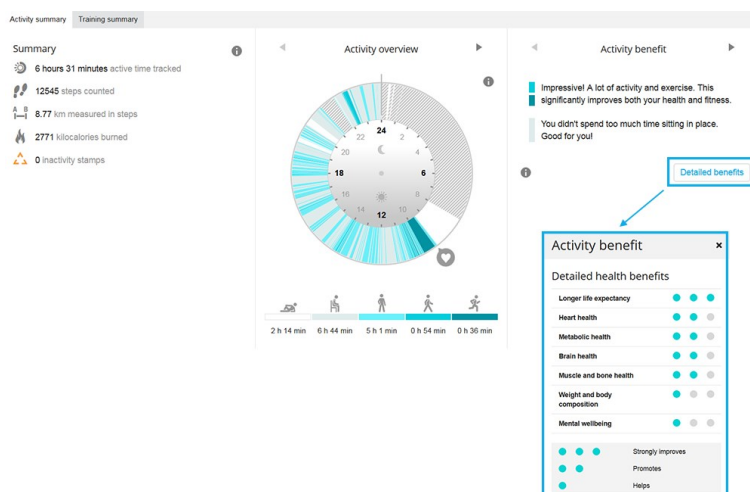 Activity summary
Training summary
Summary
6 hours 31 minutes active time tracked
12545 steps counted
A B
8.77 km measured in steps
2771 kilocalories burned
0 inactivity stamps
Activity overview
24
22
2
20
4
18
6
16
8
14
10
12
2 h 14 min
6 h 44 min
5 h 1 min
0 h 54 min
0 h 36 min
Activity benefit
Impressive! A lot of activity and exercise. This
significantly improves both your health and fitness.
You didn't spend too much time sitting in place.
Good for you!
Detailed benefits
Activity benefit
×
Detailed health benefits
Longer life expectancy
Heart health
Metabolic health
Brain health
Muscle and bone health
Weight and body
composition
Mental wellbeing
Strongly improves
Promotes
Helps